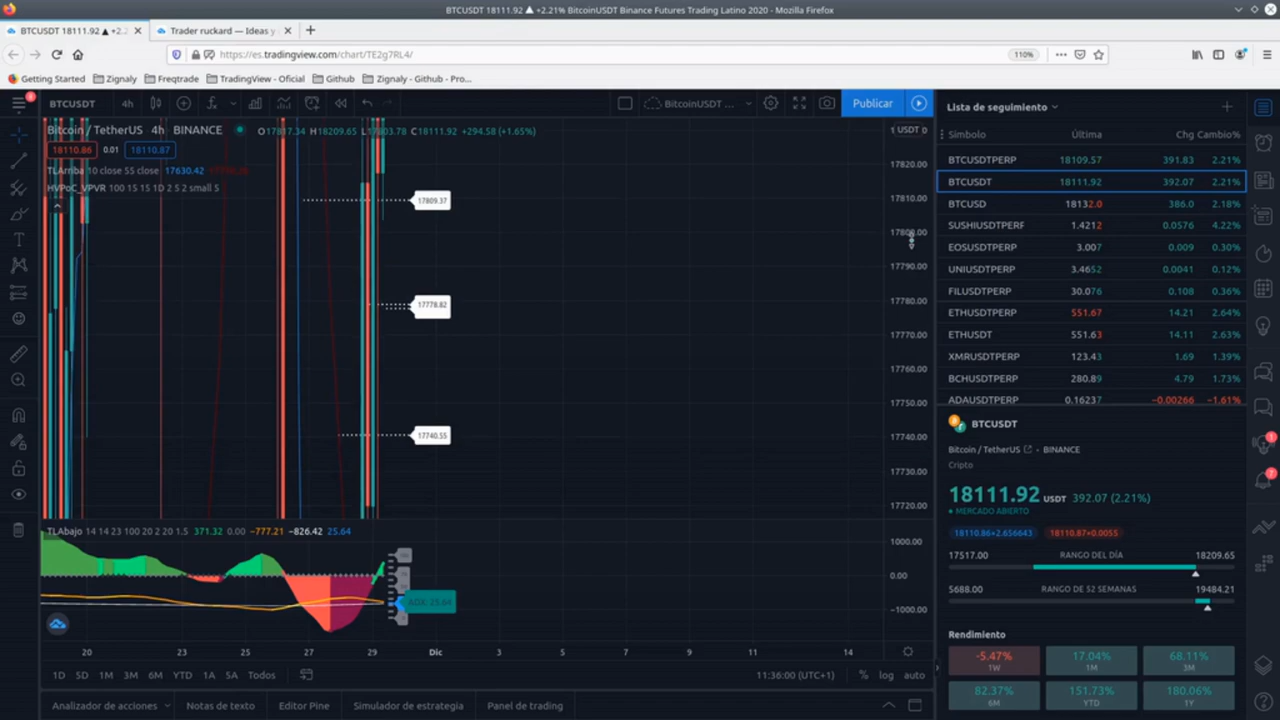 BTCUSDT 18111.92 ▲ +2.21% BitcoinUSDT Binance Futures Trading Latino 2020 - Mozilla Firefox
BTCUSDT 18111.92 ▲ +2.2
Trader ruckard — Ideas y
https://es.tradingview.com/chart/TE2g7RL4/
110%
Getting Started
Zignaly
Freqtrade
TradingView - Oficial
Github
Zignaly - Github - Pro...
BTCUSDT
4h
BitcoinUSDT ...
Publicar
Bitcoin / TetherUS 4h BINANCE
O17817.34 H18209.65 L17803.78 C18111.92 +294.58 (+1.65%)
18110.86
0.01
18110.87
TLArriba 10 close 55 close 17630.42
HVPoC_VPVR 100 15 15 1D 2 5 2 small 5
17809.37
17778.82
17740.55
USDT
17820.00
17810.00
17800.00
17790.00
17780.00
17770.00
17760.00
17750.00
17740.00
17730.00
17720.00
TLAbajo 14 14 23 100 20 2 20 1.5 371.32 0.00 −777.21 −826.42 25.64
1000.00
0.00
−1000.00
ADX: 25.64
20
23
25
27
29
Dic
3
5
7
9
11
14
1D
5D
1M
3M
6M
YTD
1A
5A
Todos
11:36:00 (UTC+1)
%
log
auto
Analizador de acciones
Notas de texto
Editor Pine
Simulador de estrategia
Panel de trading
Lista de seguimiento
Símbolo Última Chg Cambio%
BTCUSDTPERP 18109.57 391.83 2.21%
BTCUSDT 18111.92 392.07 2.21%
BTCUSD 18132.0 386.0 2.18%
SUSHIUSDTPERF 1.4212 0.0576 4.22%
EOSUSDTPERP 3.007 0.009 0.30%
UNIUSDTPERP 3.4652 0.0041 0.12%
FILUSDTPERP 30.076 0.108 0.36%
ETHUSDTPERP 551.67 14.21 2.64%
ETHUSDT 551.63 14.11 2.63%
XMRUSDTPERP 123.43 1.69 1.39%
BCHUSDTPERP 280.89 4.79 1.73%
ADAUSDTPERP 0.16237 −0.00266 −1.61%
BTCUSDT
Bitcoin / TetherUS • BINANCE
Cripto
18111.92 USDT 392.07 (2.21%)
MERCADO ABIERTO
18110.86×2.656643
18110.87×0.0055
17517.00 RANGO DEL DÍA 18209.65
5688.00 RANGO DE 52 SEMANAS 19484.21
Rendimiento
-5.47% 17.04% 68.11%
1W 1M 3M
82.37% 151.73% 180.06%
6M YTD 1Y